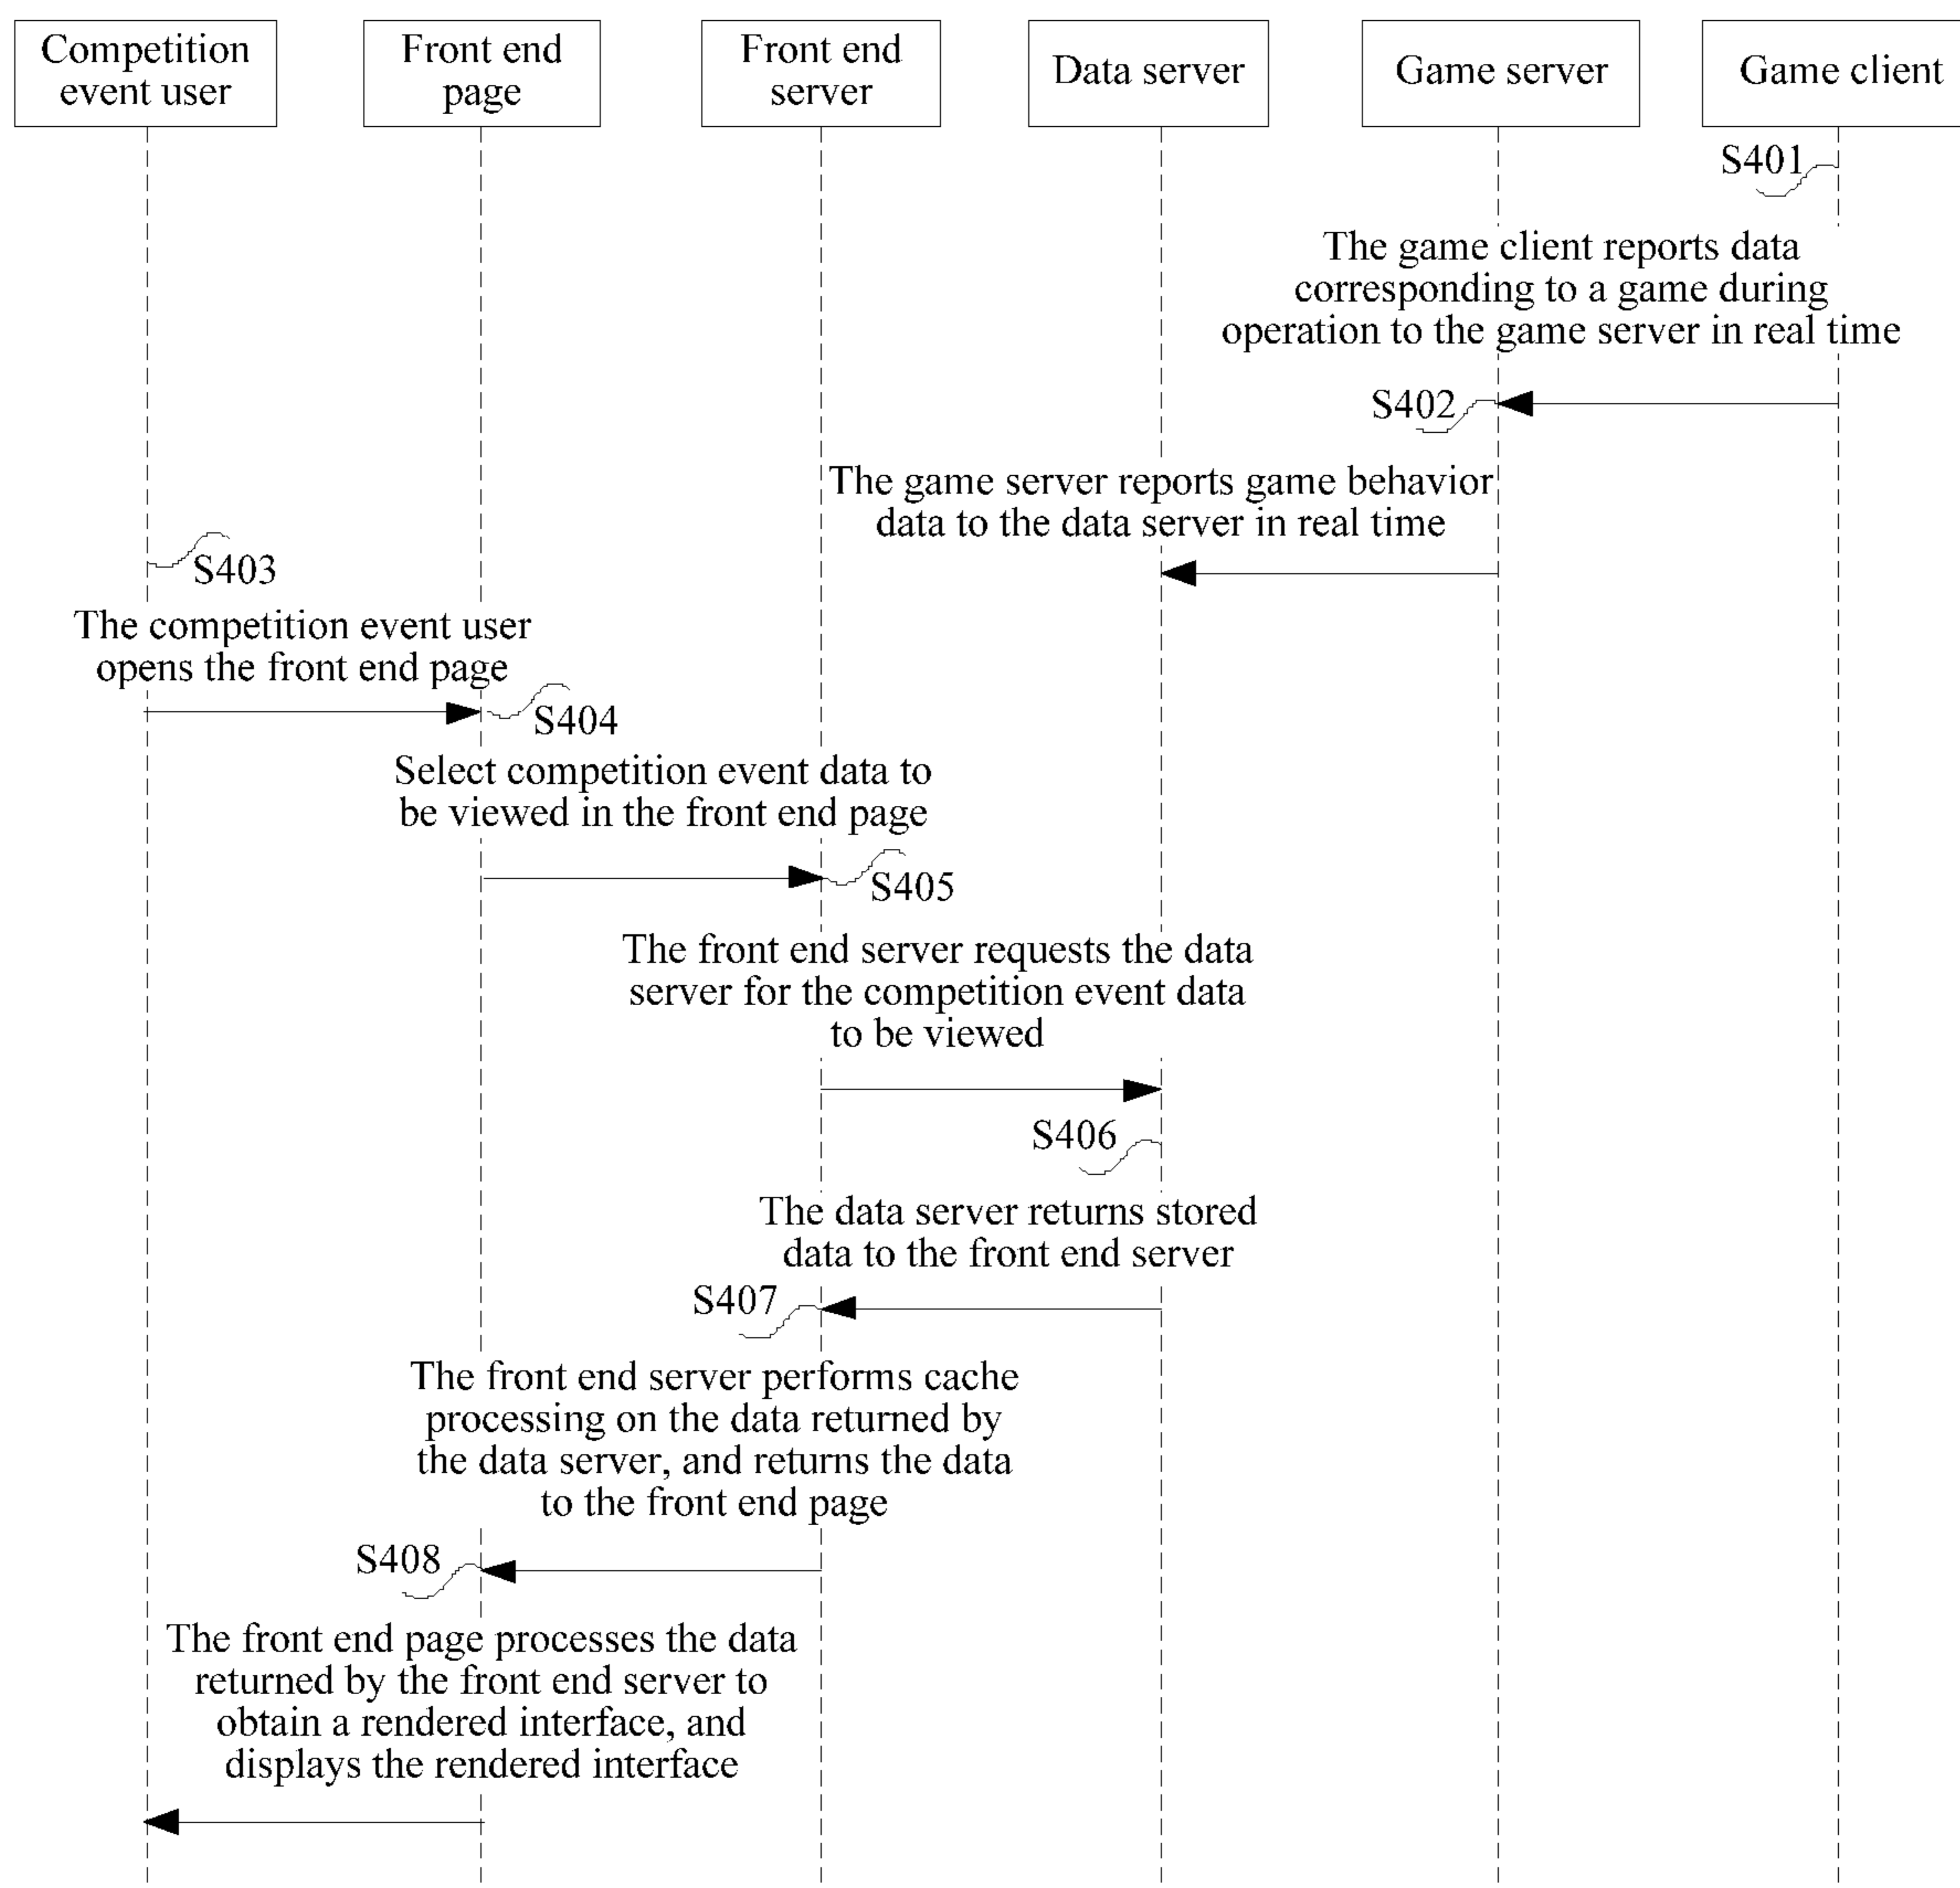 Competition
event user
Front end
page
Front end
server
Data server
Game server
Game client
S401
The game client reports data
corresponding to a game during
operation to the game server in real time
S402
The game server reports game behavior
data to the data server in real time
S403
The competition event user
opens the front end page
S404
Select competition event data to
be viewed in the front end page
S405
The front end server requests the data
server for the competition event data
to be viewed
S406
The data server returns stored
data to the front end server
S407
The front end server performs cache
processing on the data returned by
the data server, and returns the data
to the front end page
S408
The front end page processes the data
returned by the front end server to
obtain a rendered interface, and
displays the rendered interface